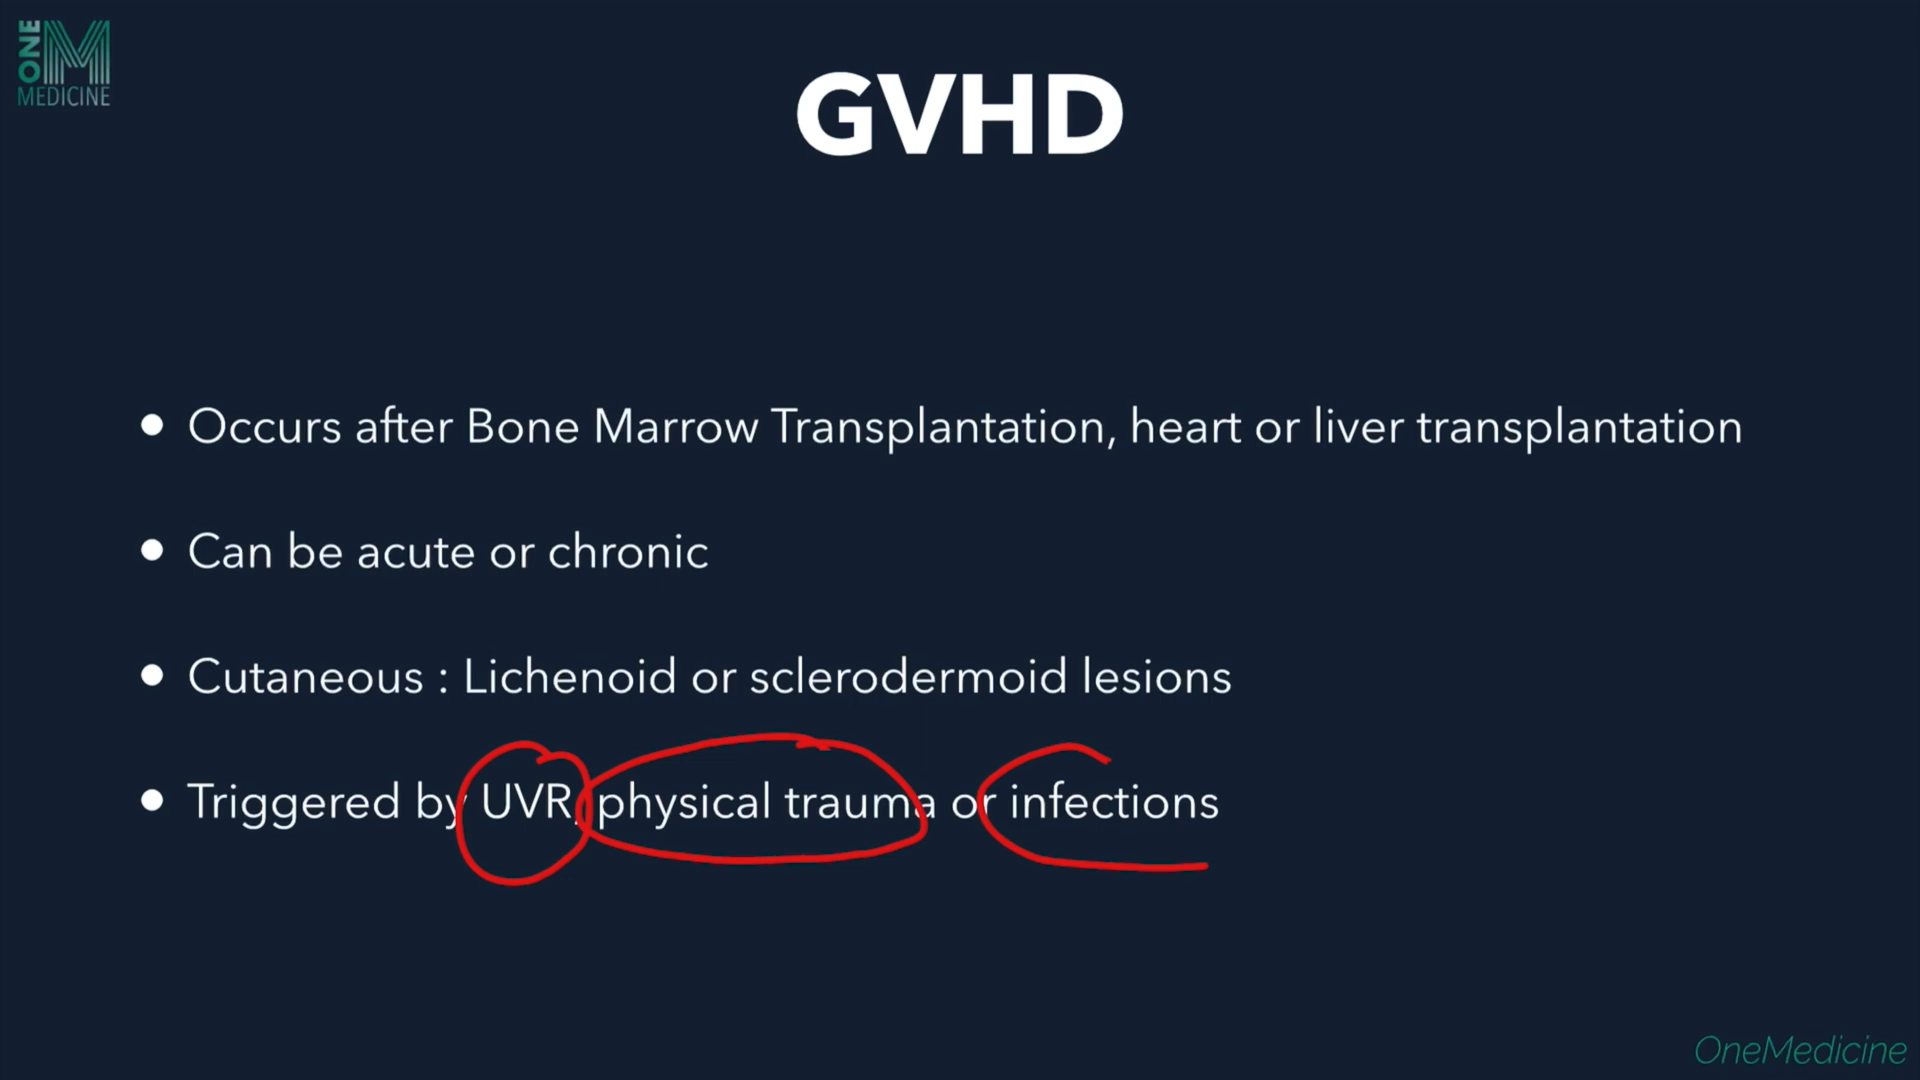 ONE
MEDICINE
GVHD
• Occurs after Bone Marrow Transplantation, heart or liver transplantation
• Can be acute or chronic
• Cutaneous : Lichenoid or sclerodermoid lesions
• Triggered by UVR, physical trauma or infections
OneMedicine